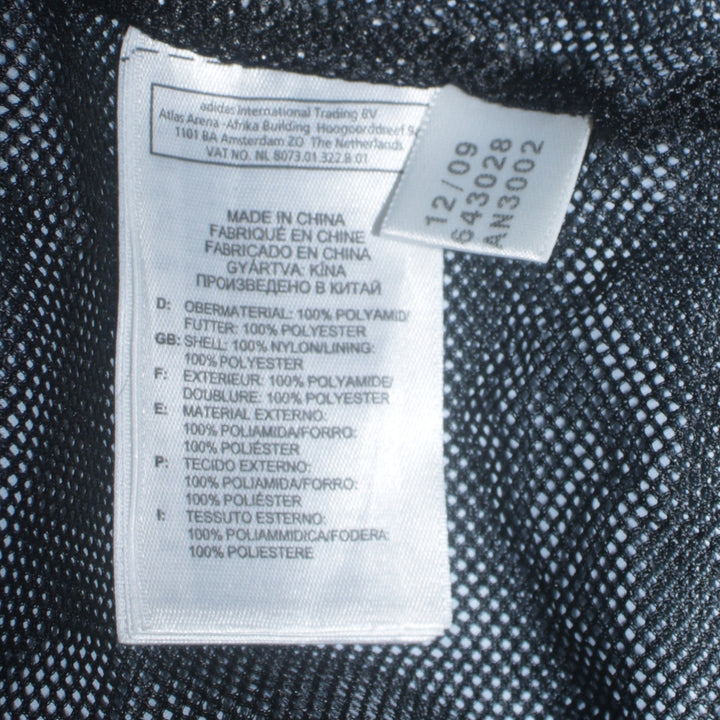 adidas International Trading BV
Atlas Arena -Afrika Building Hoogoorddreef
1101 BA Amsterdam ZO The Netherlands
VAT NO. NL 8073.01.322.B.01
MADE IN CHINA
FABRIQUÉ EN CHINE
FABRICADO EN CHINA
GYÁRTVA: KÍNA
ПРОИЗВЕДЕНО В КИТАЙ
D: OBERMATERIAL: 100% POLYAMID/
FUTTER: 100% POLYESTER
GB: SHELL: 100% NYLON/LINING:
100% POLYESTER
F: EXTERIEUR: 100% POLYAMIDE/
DOUBLURE: 100% POLYESTER
E: MATERIAL EXTERNO:
100% POLIAMIDA/FORRO:
100% POLIÉSTER
P: TECIDO EXTERNO:
100% POLIAMIDA/FORRO:
100% POLIÉSTER
I: TESSUTO ESTERNO:
100% POLIAMMIDICA/FODERA:
100% POLIESTERE
12/09
643028
AN3002